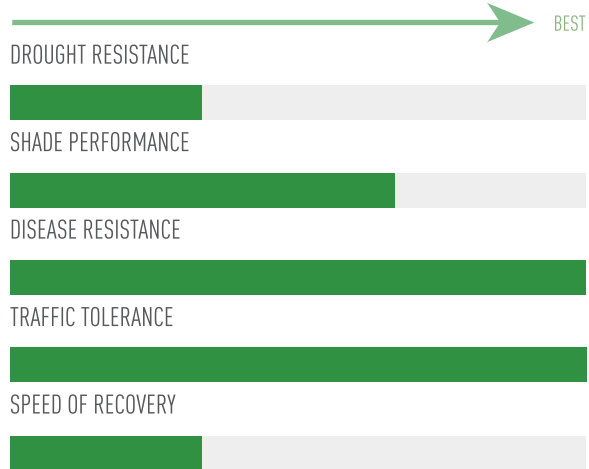 BEST
DROUGHT RESISTANCE
SHADE PERFORMANCE
DISEASE RESISTANCE
TRAFFIC TOLERANCE
SPEED OF RECOVERY